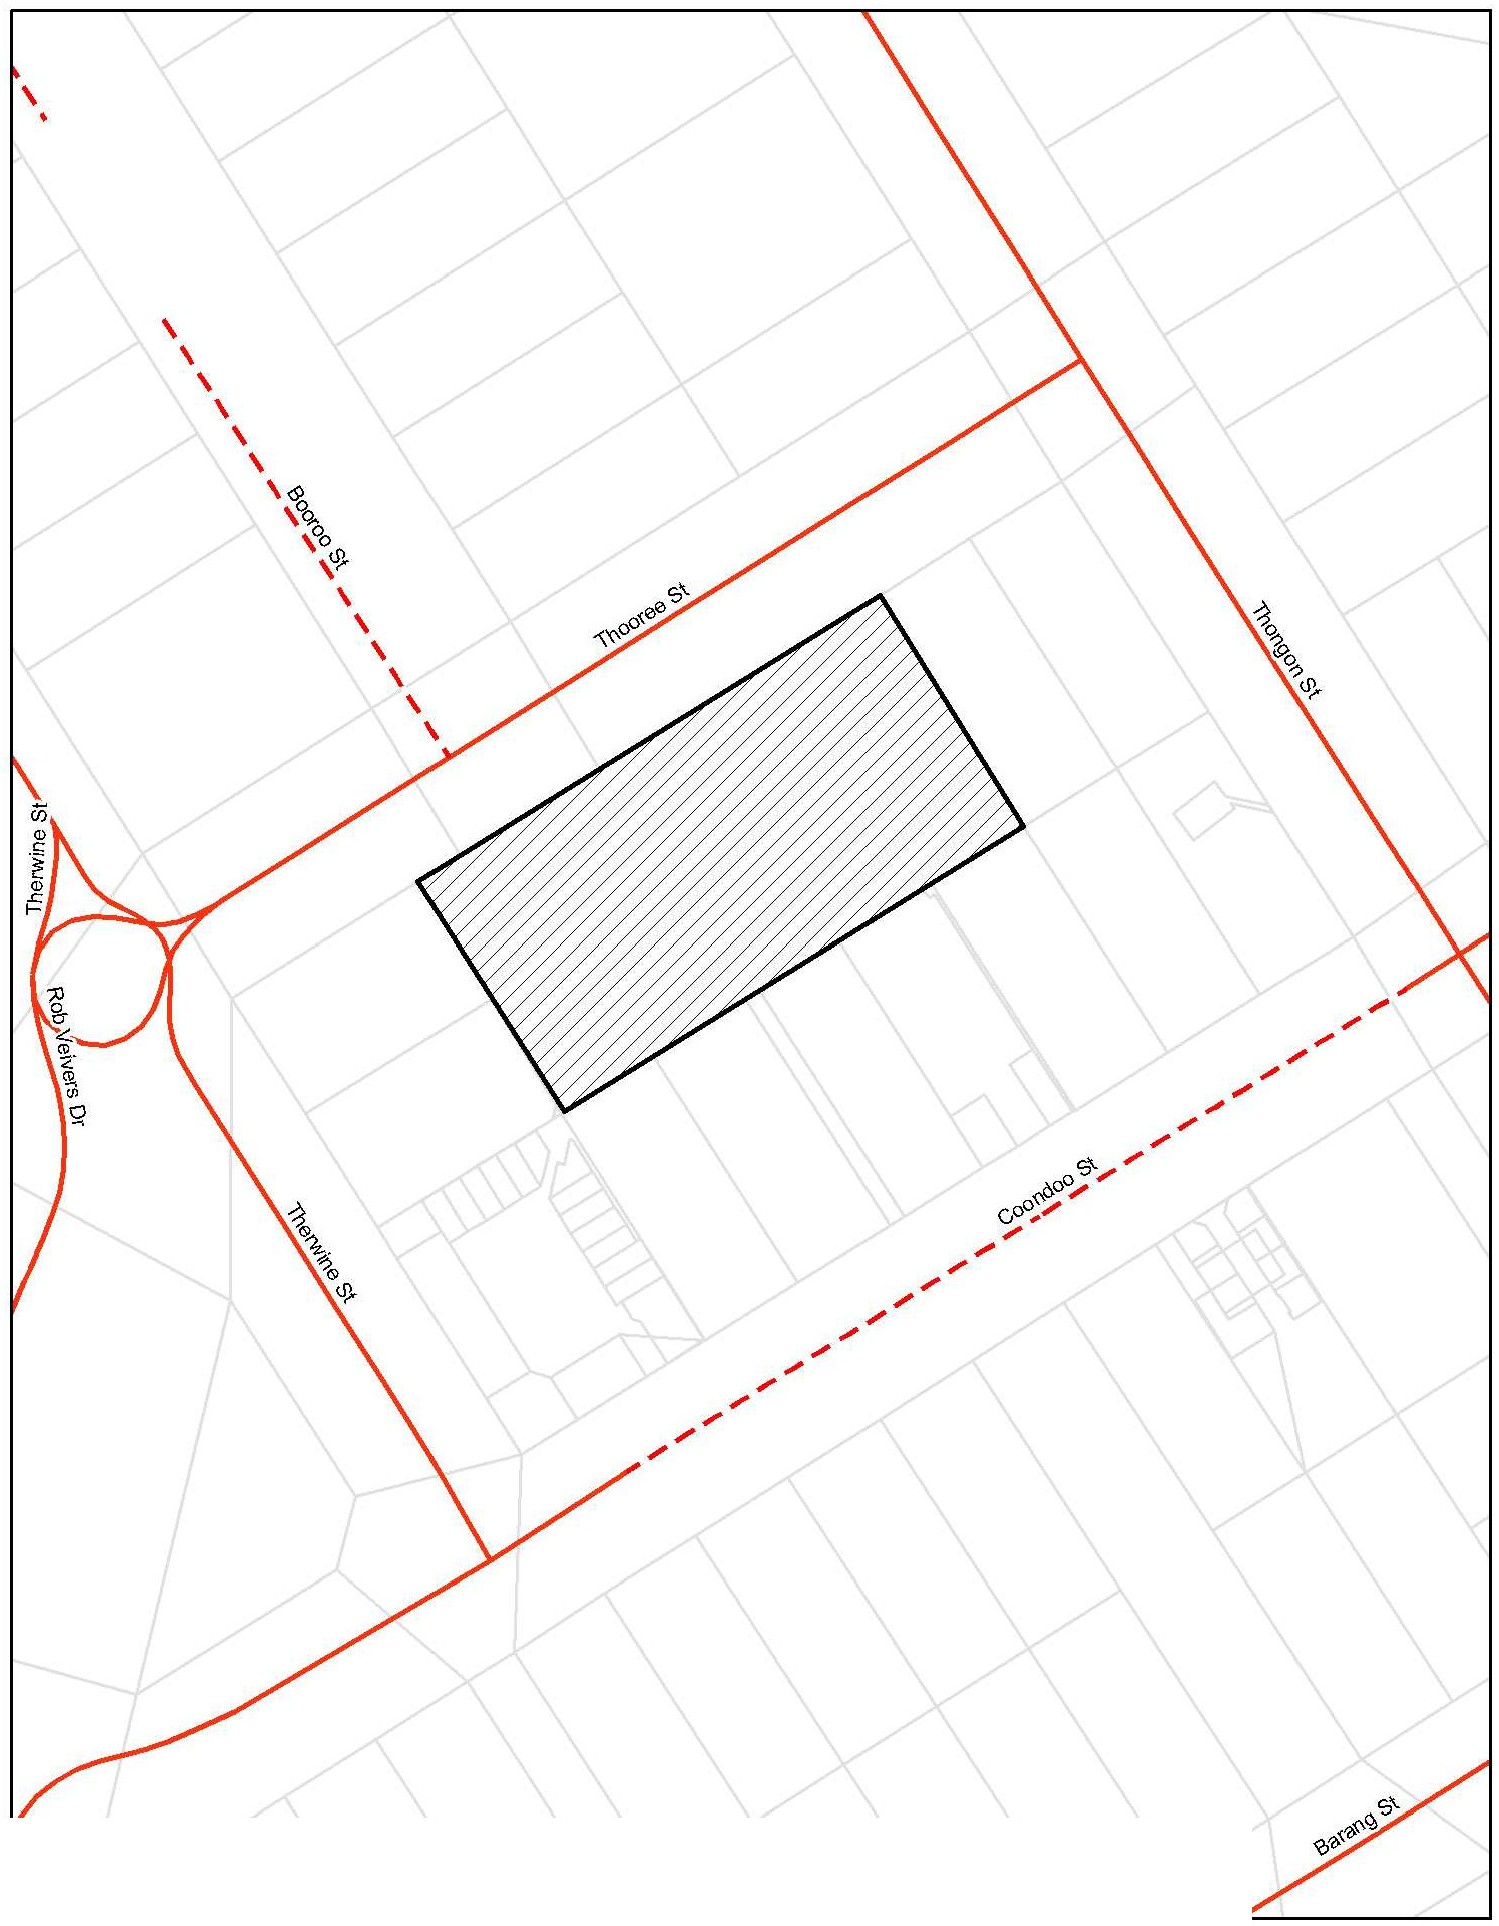 Booroo St
Thooree St
Thongon St
Therwine St
Rob Veivers Dr
Coondoo St
Therwine St
Barang St